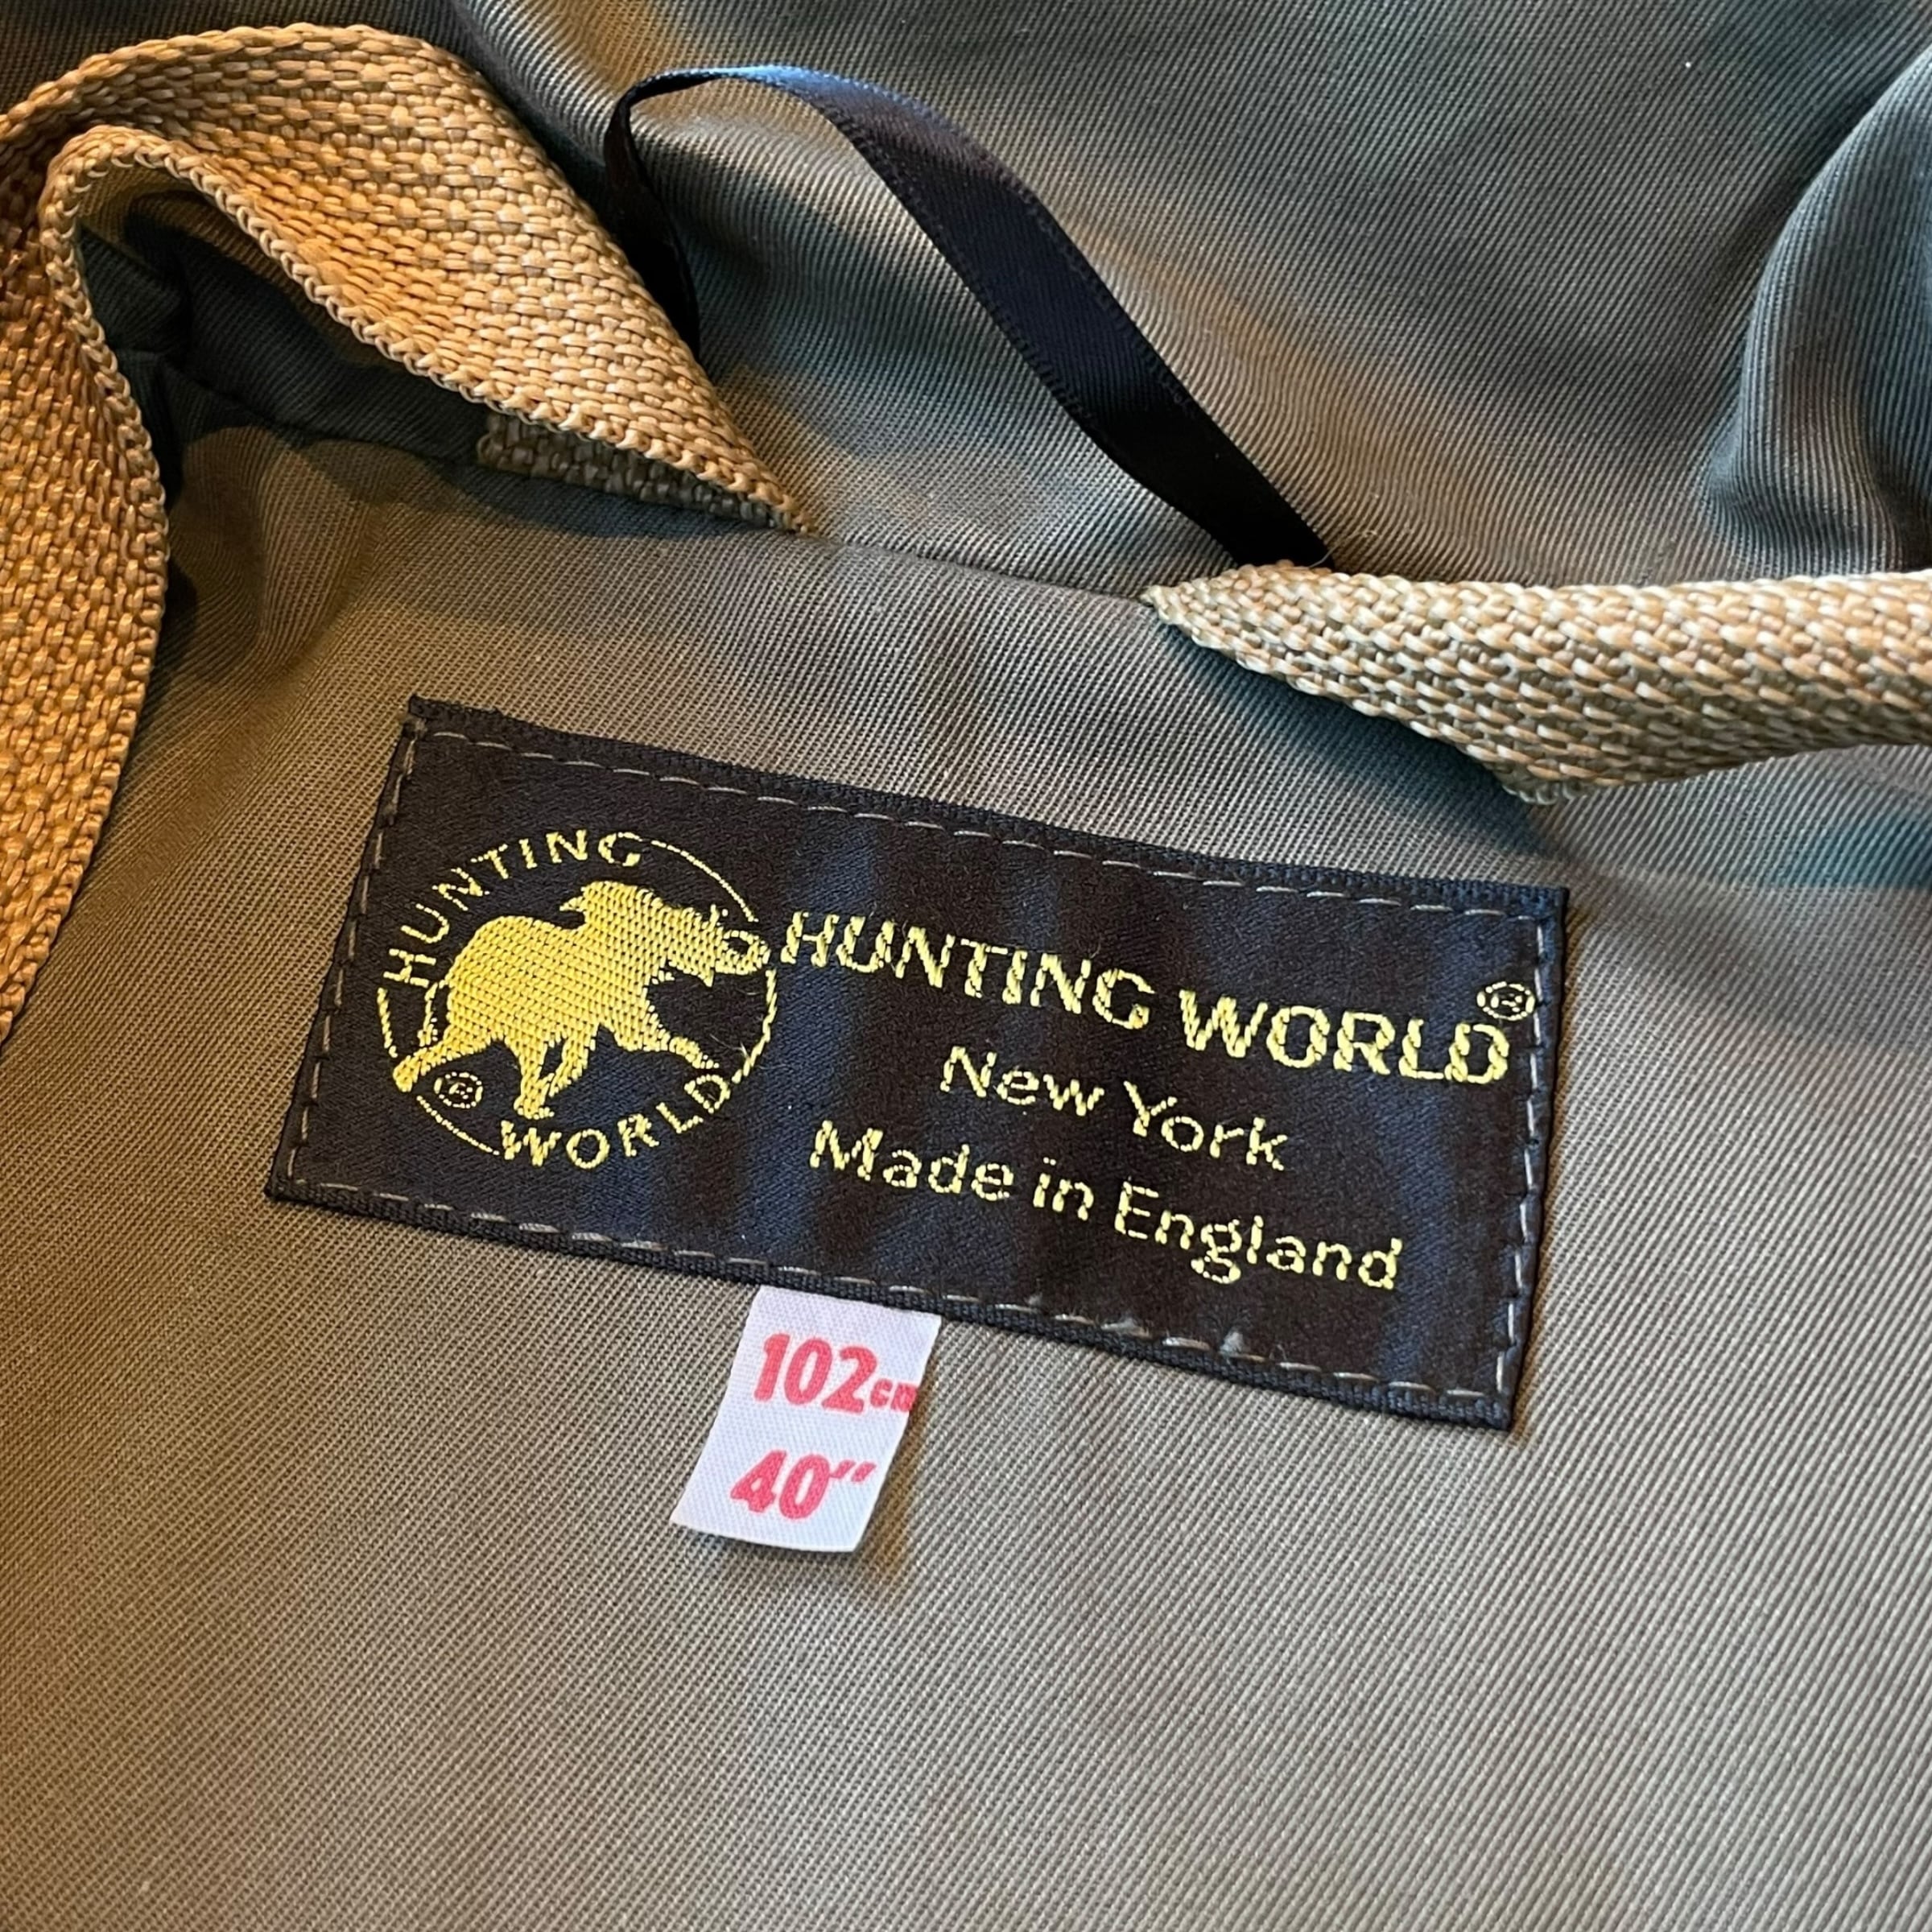 HUNTING
WORLD
®
HUNTING WORLD®
New York
Made in England
102cm
40"